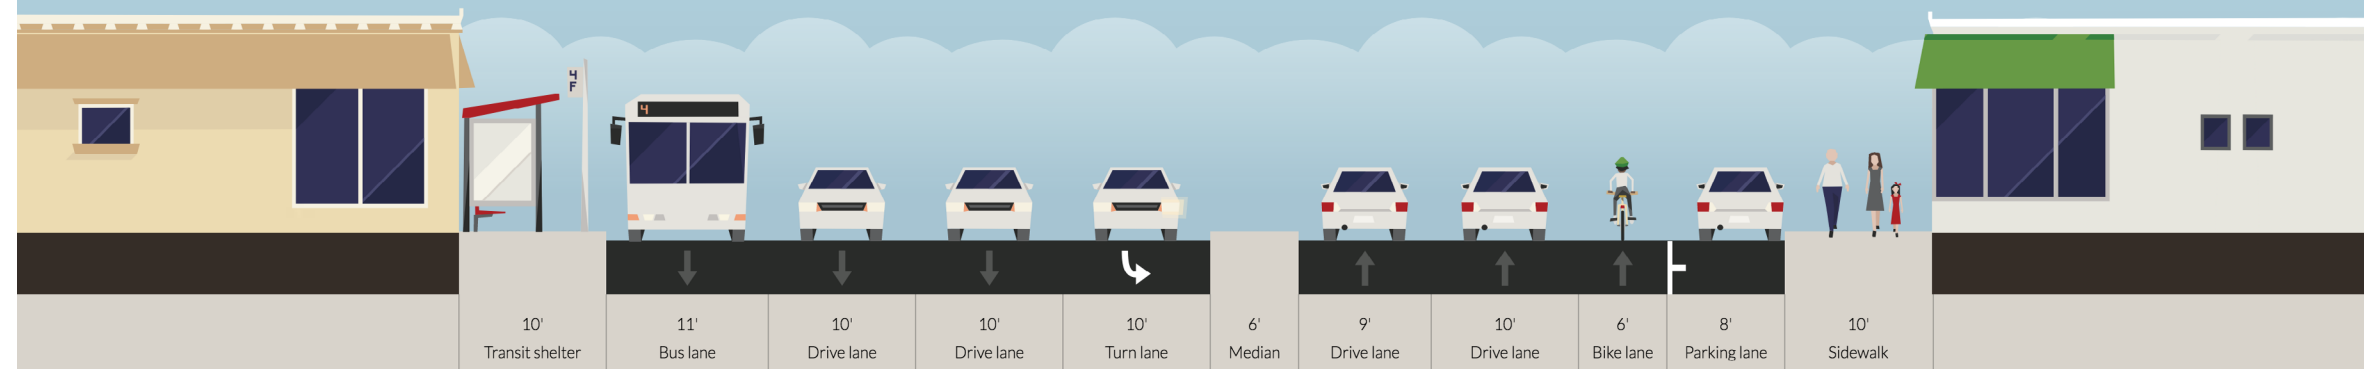 4
F
4
10' 11' 10' 10' 10' 6' 9' 10' 6' 8' 10'
Transit shelter Bus lane Drive lane Drive lane Turn lane Median Drive lane Drive lane Bike lane Parking lane Sidewalk